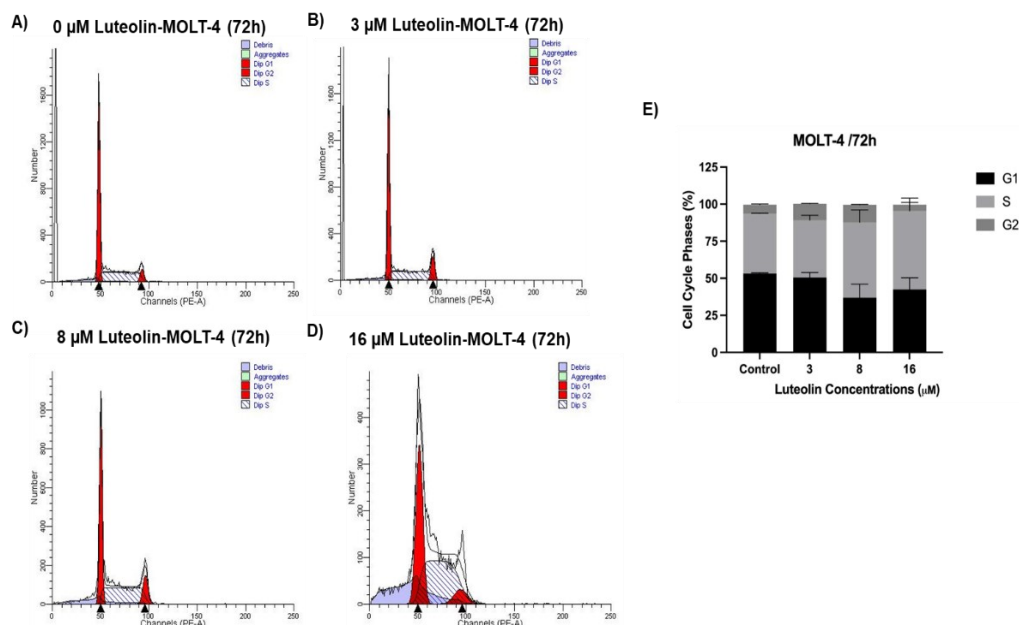 A)
0 µM Luteolin-MOLT-4 (72h)
Debris
Aggregates
Dip G1
Dip G2
Dip S
Number
1600
1200
800
400
0
0 50 100 150 200 250
Channels (PE-A)
B)
3 µM Luteolin-MOLT-4 (72h)
Debris
Aggregates
Dip G1
Dip G2
Dip S
Number
1600
1200
800
400
0
0 50 100 150 200 250
Channels (PE-A)
C)
8 µM Luteolin-MOLT-4 (72h)
Debris
Aggregates
Dip G1
Dip G2
Dip S
Number
1000
800
600
400
200
0
0 50 100 150 200 250
Channels (PE-A)
D)
16 µM Luteolin-MOLT-4 (72h)
Debris
Aggregates
Dip G1
Dip G2
Dip S
Number
400
300
200
100
0
0 50 100 150 200 250
Channels (PE-A)
E)
MOLT-4 /72h
G1
S
G2
Cell Cycle Phases (%)
125
100
75
50
25
0
Control 3 8 16
Luteolin Concentrations (µM)